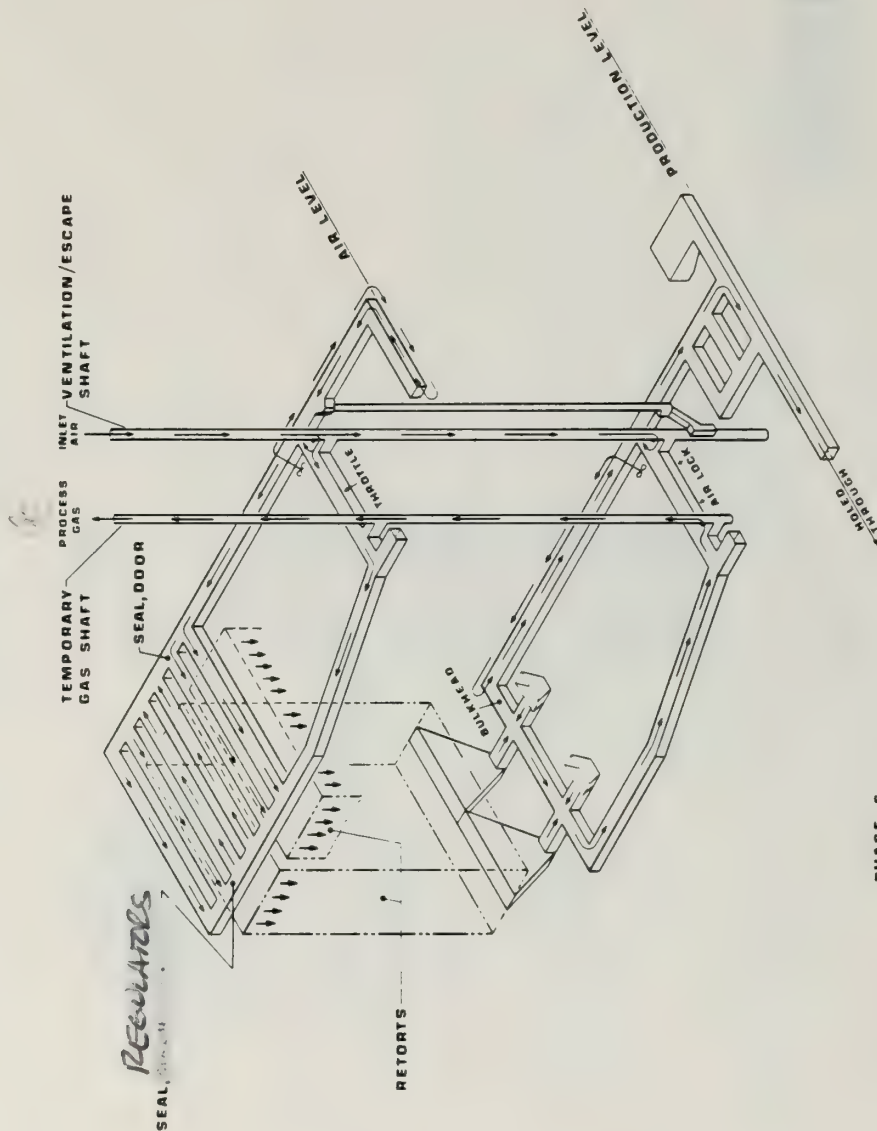 PROCESS
GAS
INLET
AIR
VENTILATION/ESCAPE
SHAFT
TEMPORARY
GAS SHAFT
SEAL, DOOR
AIR LEVEL
PRODUCTION LEVEL
THROTTLE
AIR LOCK
HOLED
THROUGH
BULKHEAD
REGULATORS
SEAL,
RETORTS